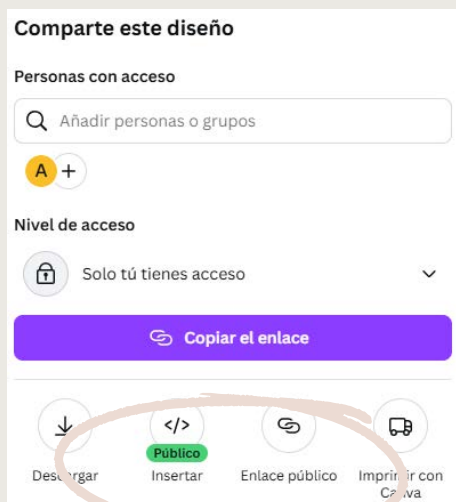 Comparte este diseño
Personas con acceso
Añadir personas o grupos
A +
Nivel de acceso
Solo tú tienes acceso
Copiar el enlace
</>
Público
Descargar Insertar Enlace público Imprimir con
Canva